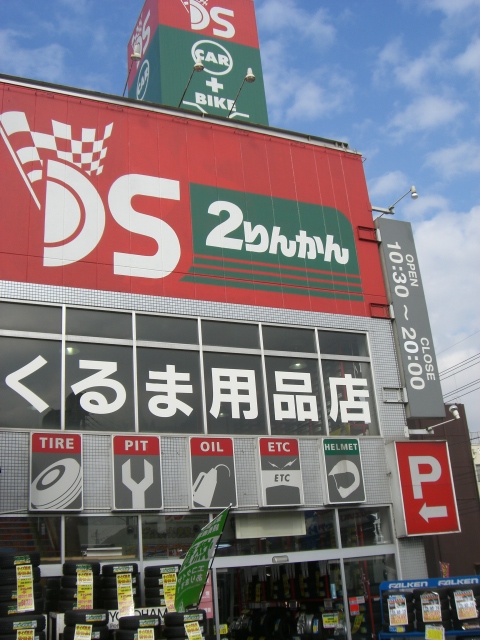 DS
CAR
+
BIKE
DS
2りんかん
OPEN
10:30～20:00
CLOSE
くるま用品店
TIRE
PIT
OIL
ETC
ETC
HELMET
P
YOKOHAMA
FALKEN
FALKEN